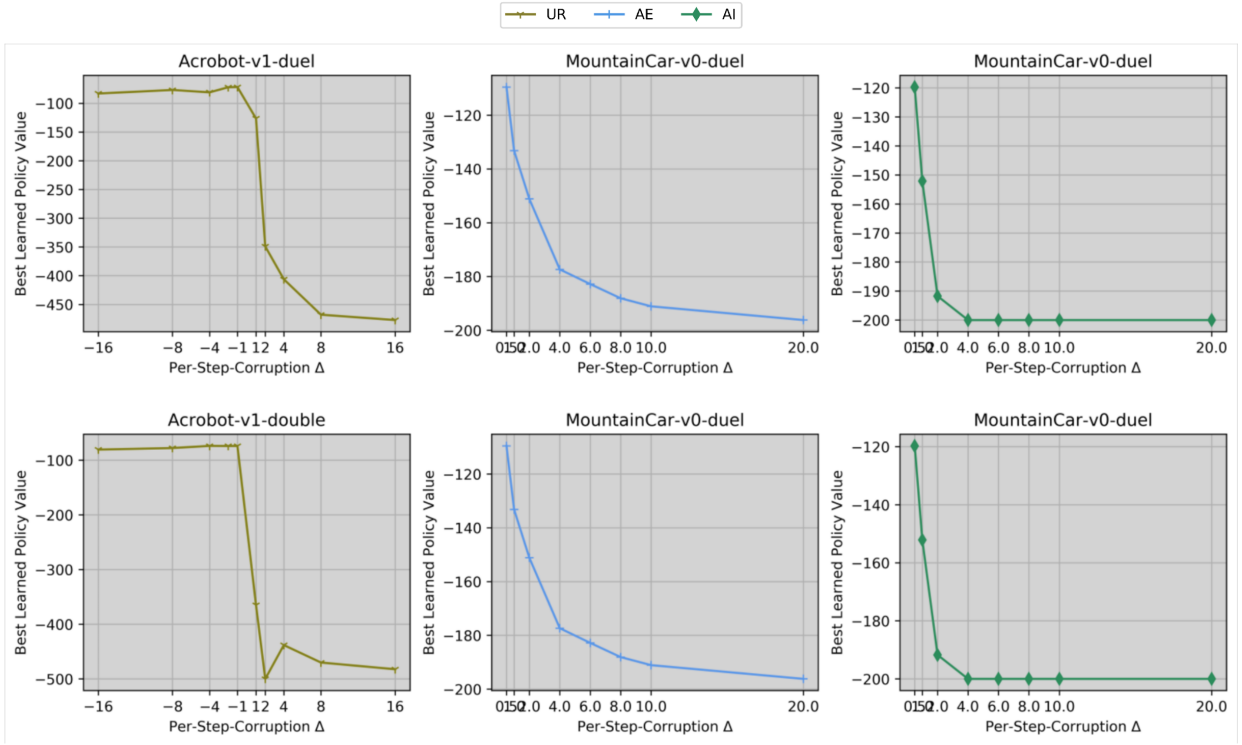 UR AE AI
Acrobot-v1-duel
Best Learned Policy Value
−100
−150
−200
−250
−300
−350
−400
−450
−16 −8 −4 −1 1 2 4 8 16
Per-Step-Corruption Δ
MountainCar-v0-duel
Best Learned Policy Value
−120
−140
−160
−180
−200
2.0 4.0 6.0 8.0 10.0 20.0
Per-Step-Corruption Δ
MountainCar-v0-duel
Best Learned Policy Value
−120
−130
−140
−150
−160
−170
−180
−190
−200
2.0 4.0 6.0 8.0 10.0 20.0
Per-Step-Corruption Δ
Acrobot-v1-double
Best Learned Policy Value
−100
−200
−300
−400
−500
−16 −8 −4 −1 1 2 4 8 16
Per-Step-Corruption Δ
MountainCar-v0-duel
Best Learned Policy Value
−120
−140
−160
−180
−200
2.0 4.0 6.0 8.0 10.0 20.0
Per-Step-Corruption Δ
MountainCar-v0-duel
Best Learned Policy Value
−120
−140
−160
−180
−200
2.0 4.0 6.0 8.0 10.0 20.0
Per-Step-Corruption Δ